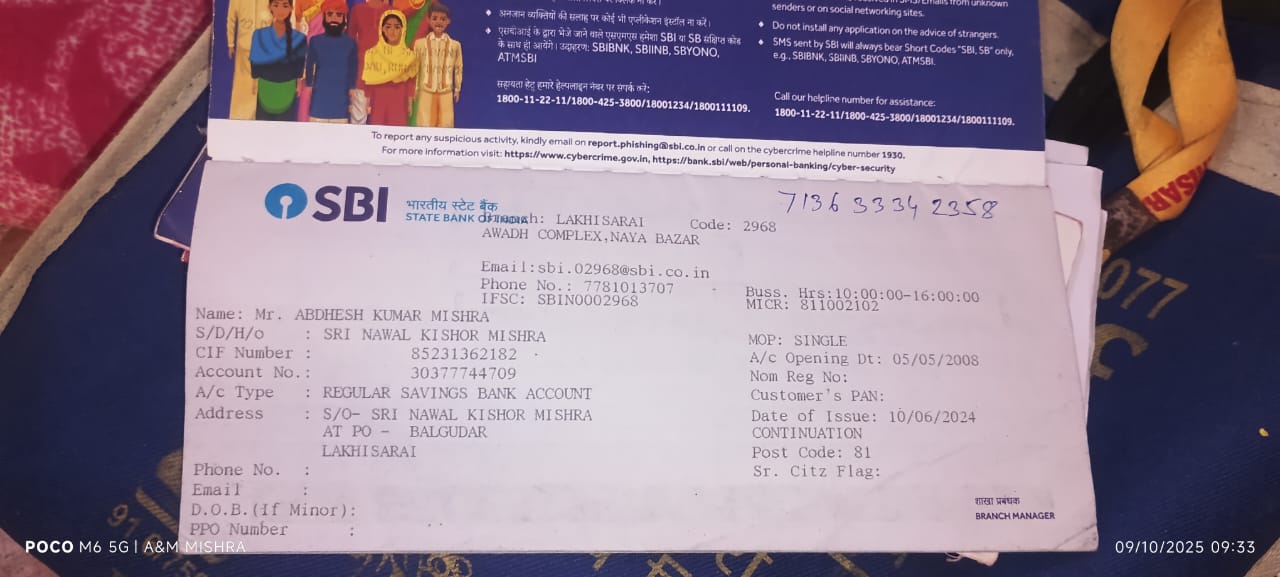 अनजान व्यक्तियों की सलाह पर कोई भी एप्लीकेशन इंस्टॉल ना करें।
एसबीआई के द्वारा भेजे जाने वाले एसएमएस हमेशा SBI या SB संक्षिप्त कोड
के साथ ही आयेंगे। उदाहरण: SBIBNK, SBIINB, SBYONO,
ATMSBI
सहायता हेतु हमारे हेल्पलाइन नंबर पर संपर्क करें:
1800-11-22-11/1800-425-3800/18001234/1800111109.
from unknown
senders or on social networking sites.
Do not install any application on the advice of strangers.
SMS sent by SBI will always bear Short Codes "SBI, SB" only,
e.g., SBIBNK, SBIINB, SBYONO, ATMSBI.
Call our helpline number for assistance:
1800-11-22-11/1800-425-3800/18001234/1800111109.
To report any suspicious activity, kindly email on report.phishing@sbi.co.in or call on the cybercrime helpline number 1930.
For more information visit: https://www.cybercrime.gov.in, https://bank.sbi/web/personal-banking/cyber-security
SBI
भारतीय स्टेट बैंक
STATE BANK OF INDIA
7136 3334 2358
Branch: LAKHISARAI Code: 2968
AWADH COMPLEX,NAYA BAZAR
Email:sbi.02968@sbi.co.in
Phone No.: 7781013707
IFSC: SBIN0002968
Buss. Hrs:10:00:00-16:00:00
MICR: 811002102
Name: Mr. ABDHESH KUMAR MISHRA
S/D/H/o : SRI NAWAL KISHOR MISHRA
CIF Number : 85231362182
Account No.: 30377744709
A/c Type : REGULAR SAVINGS BANK ACCOUNT
Address : S/O- SRI NAWAL KISHOR MISHRA
AT PO - BALGUDAR
LAKHISARAI
Phone No. :
Email :
D.O.B.(If Minor):
PPO Number :
MOP: SINGLE
A/c Opening Dt: 05/05/2008
Nom Reg No:
Customer's PAN:
Date of Issue: 10/06/2024
CONTINUATION
Post Code: 81
Sr. Citz Flag:
शाखा प्रबंधक
BRANCH MANAGER
077
POCO M6 5G | A&M MISHRA
09/10/2025 09:33